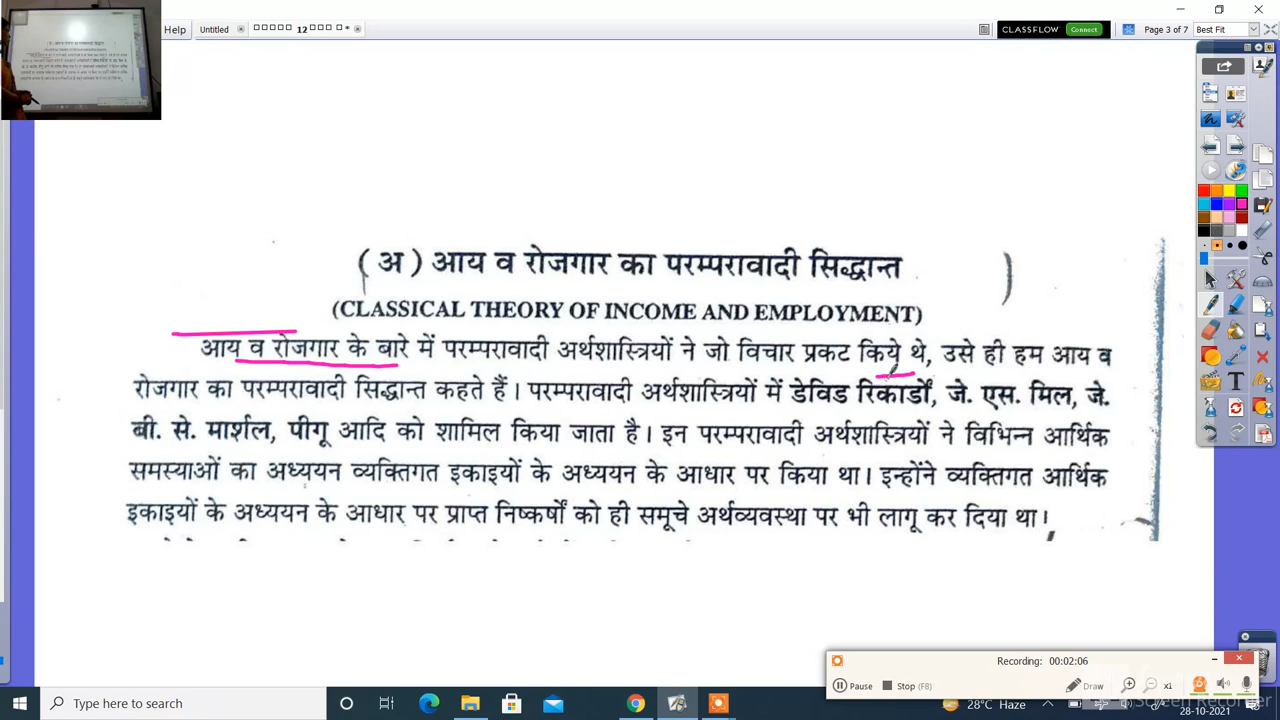 Help
Untitled
12
CLASSFLOW
Connect
Page 3 of 7
Best Fit
( अ ) आय व रोजगार का परम्परावादी सिद्धान्त
(CLASSICAL THEORY OF INCOME AND EMPLOYMENT)
आय व रोजगार के बारे में परम्परावादी अर्थशास्त्रियों ने जो विचार प्रकट किये थे, उसे ही हम आय व
रोजगार का परम्परावादी सिद्धान्त कहते हैं। परम्परावादी अर्थशास्त्रियों में डेविड रिकार्डो, जे. एस. मिल, जे.
बी. से. मार्शल, पीगू आदि को शामिल किया जाता है। इन परम्परावादी अर्थशास्त्रियों ने विभिन्न आर्थिक
समस्याओं का अध्ययन व्यक्तिगत इकाइयों के अध्ययन के आधार पर किया था। इन्होंने व्यक्तिगत आर्थिक
इकाइयों के अध्ययन के आधार पर प्राप्त निष्कर्षों को ही समूचे अर्थव्यवस्था पर भी लागू कर दिया था।
Recording: 00:02:06
Pause
Stop (F8)
Draw
x1
Type here to search
28°C Haze
28-10-2021